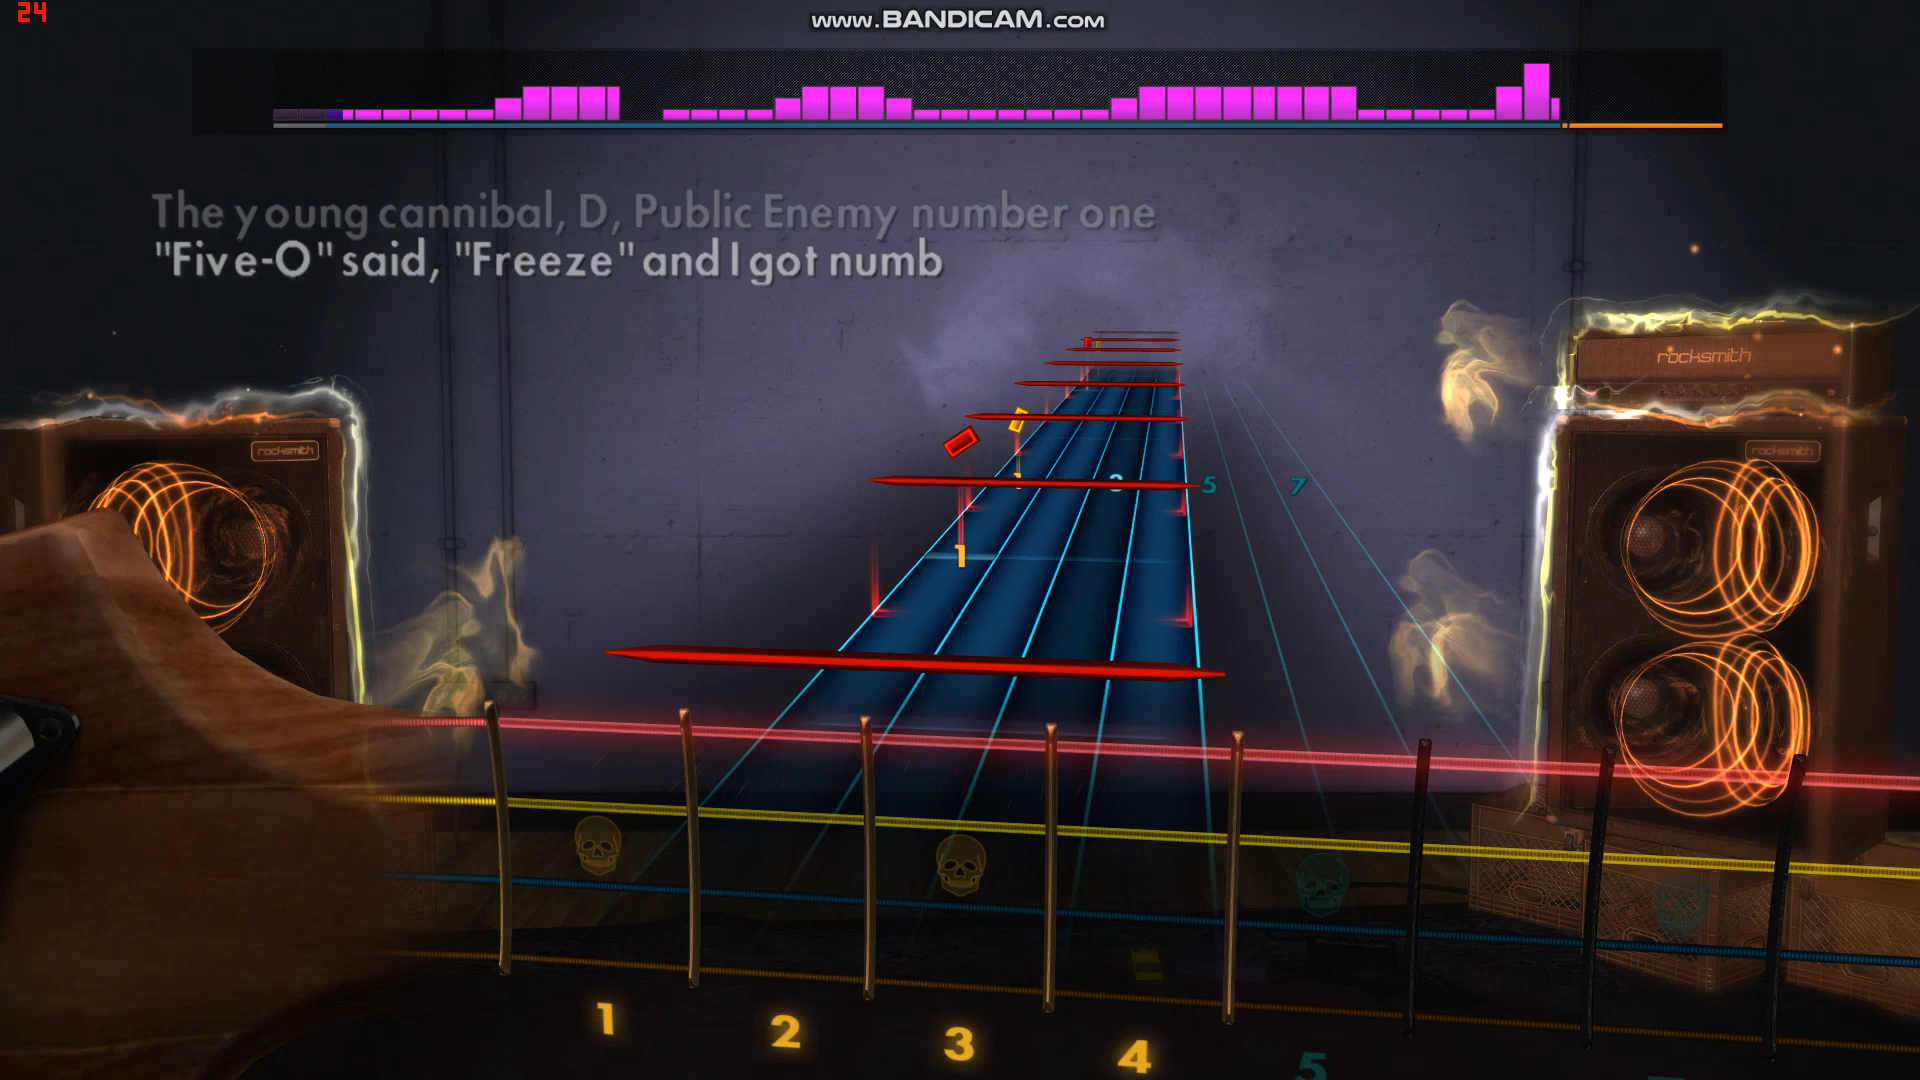 24
www.BANDICAM.com
The young cannibal, D, Public Enemy number one
"Five-O" said, "Freeze" and I got numb
rocksmith
rocksmith
rocksmith
5 7
1
1 2 3 4 5